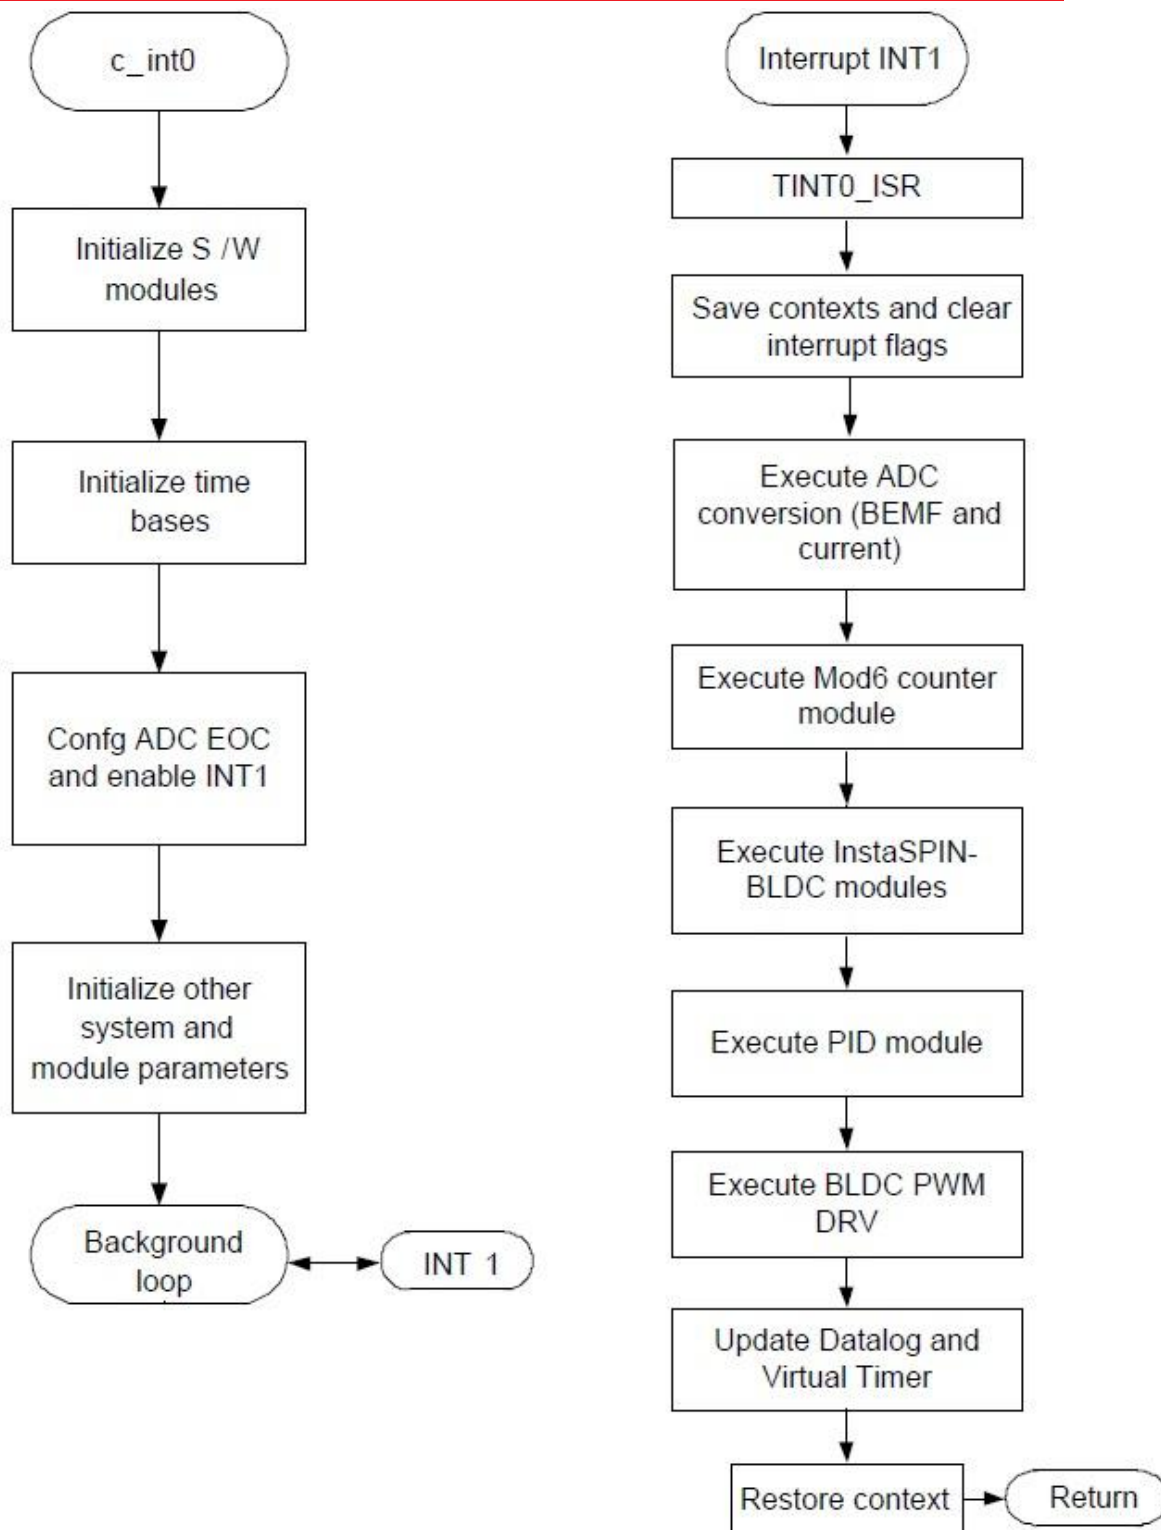 c_int0
Initialize S /W
modules
Initialize time
bases
Confg ADC EOC
and enable INT1
Initialize other
system and
module parameters
Background
loop
INT 1
Interrupt INT1
TINT0_ISR
Save contexts and clear
interrupt flags
Execute ADC
conversion (BEMF and
current)
Execute Mod6 counter
module
Execute InstaSPIN-
BLDC modules
Execute PID module
Execute BLDC PWM
DRV
Update Datalog and
Virtual Timer
Restore context
Return